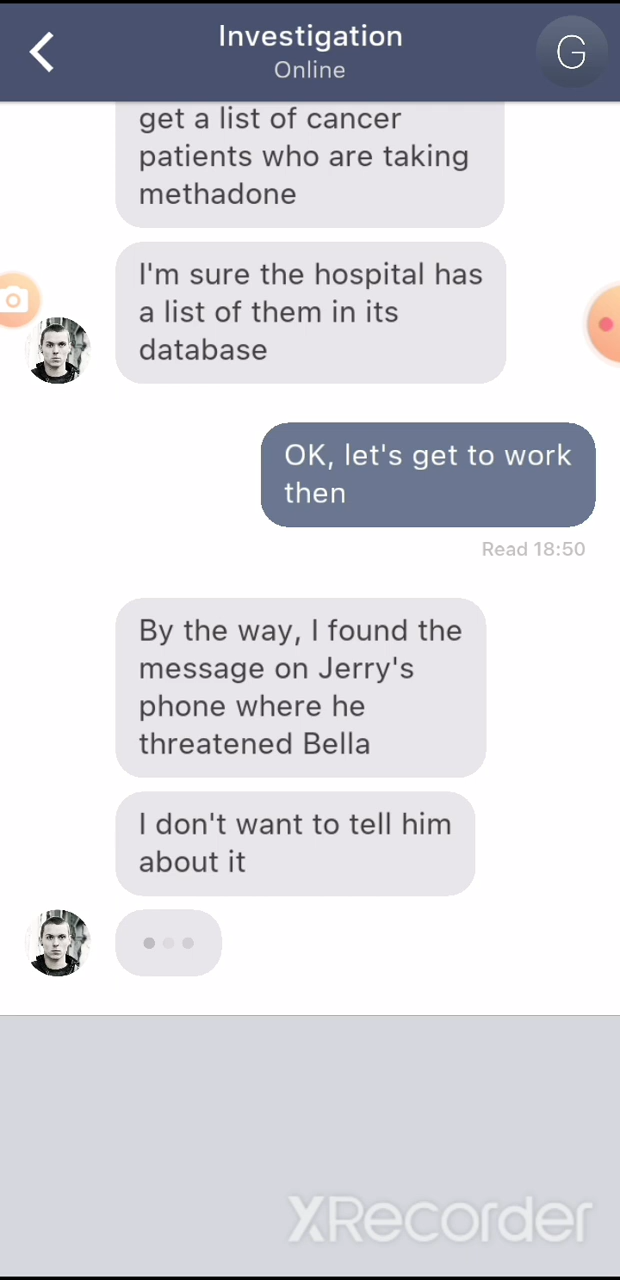 Investigation
Online
G
get a list of cancer
patients who are taking
methadone
I'm sure the hospital has
a list of them in its
database
OK, let's get to work
then
Read 18:50
By the way, I found the
message on Jerry's
phone where he
threatened Bella
I don't want to tell him
about it
XRecorder